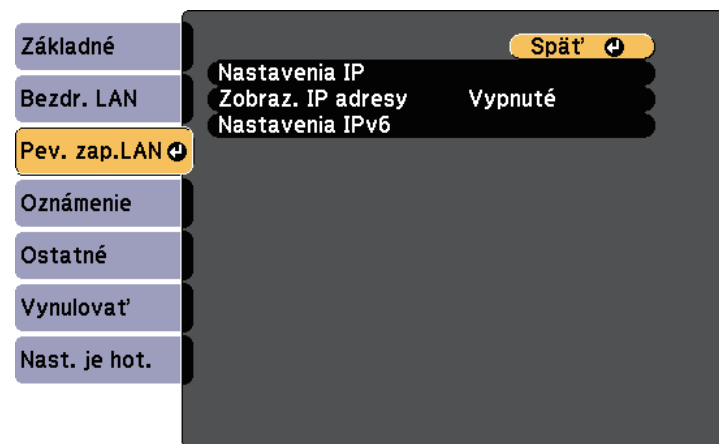 Základné
Bezdr. LAN
Pev. zap.LAN
Oznámenie
Ostatné
Vynulovať
Nast. je hot.
Späť
Nastavenia IP
Zobraz. IP adresy Vypnuté
Nastavenia IPv6